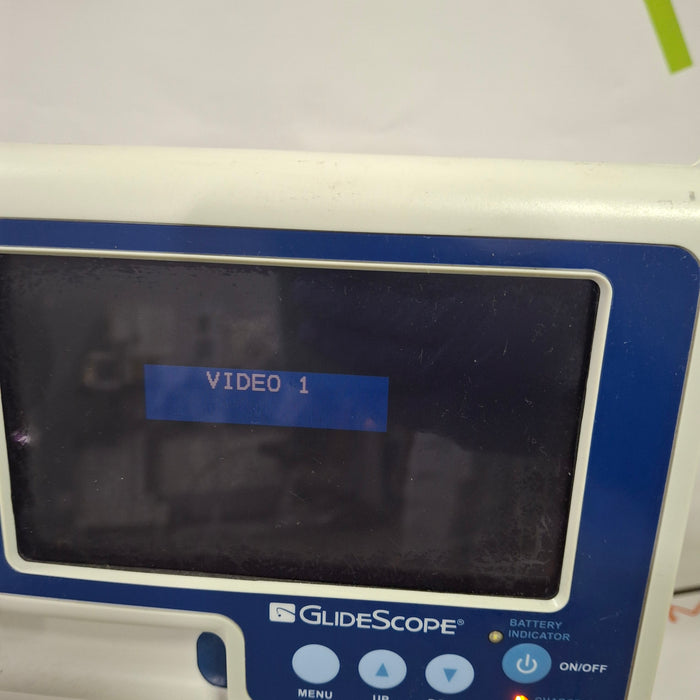 VIDEO 1
GLIDESCOPE®
BATTERY
INDICATOR
ON/OFF
MENU
UP